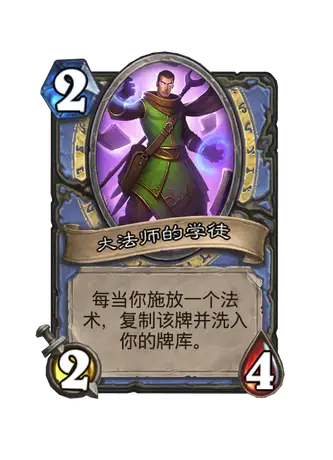 2
大法师的学徒
每当你施放一个法
术，复制该牌并洗入
你的牌库。
2
4